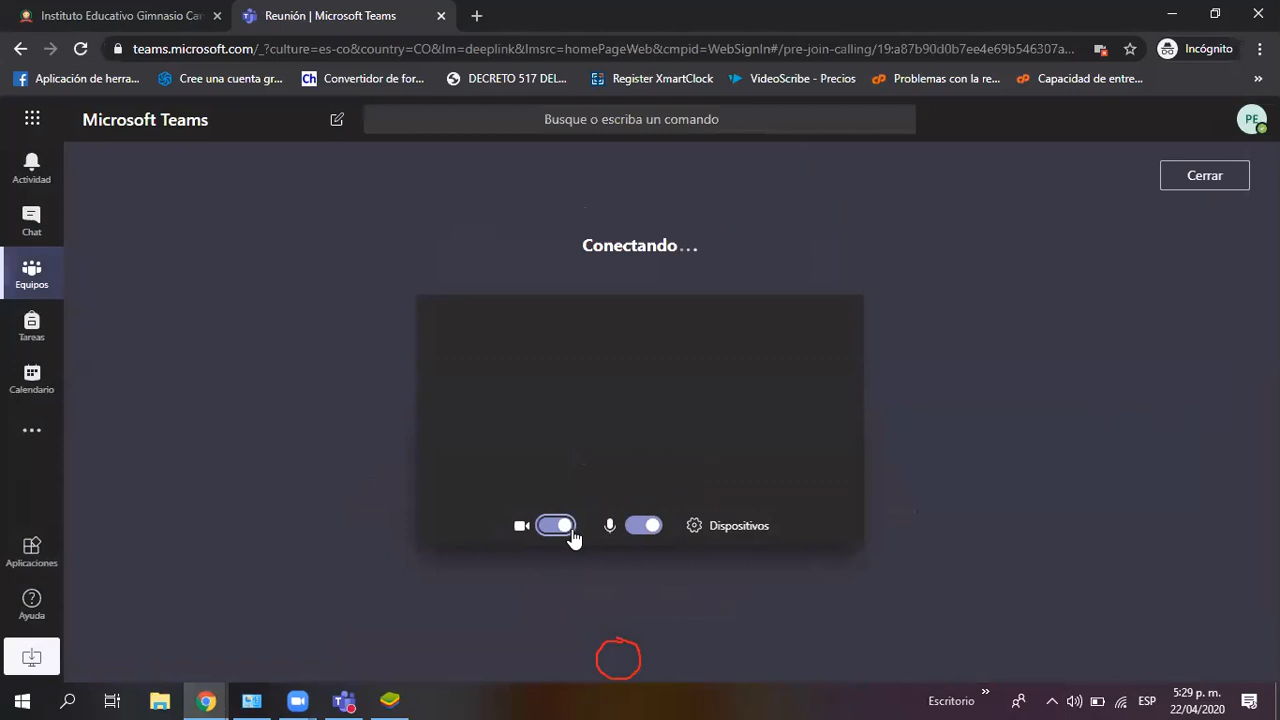 Instituto Educativo Gimnasio Car
Reunión | Microsoft Teams
teams.microsoft.com/_?culture=es-co&country=CO&lm=deeplink&lmsrc=homePageWeb&cmpid=WebSignIn#/pre-join-calling/19:a87b90d0b7ee4e69b546307a...
Incógnito
Aplicación de herra...
Cree una cuenta gr...
Ch Convertidor de for...
DECRETO 517 DEL...
Register XmartClock
VideoScribe - Precios
Problemas con la re...
Capacidad de entre...
Microsoft Teams
Busque o escriba un comando
PE
Actividad
Chat
Equipos
Tareas
Calendario
Aplicaciones
Ayuda
Cerrar
Conectando...
Dispositivos
Escritorio
ESP
5:29 p. m.
22/04/2020